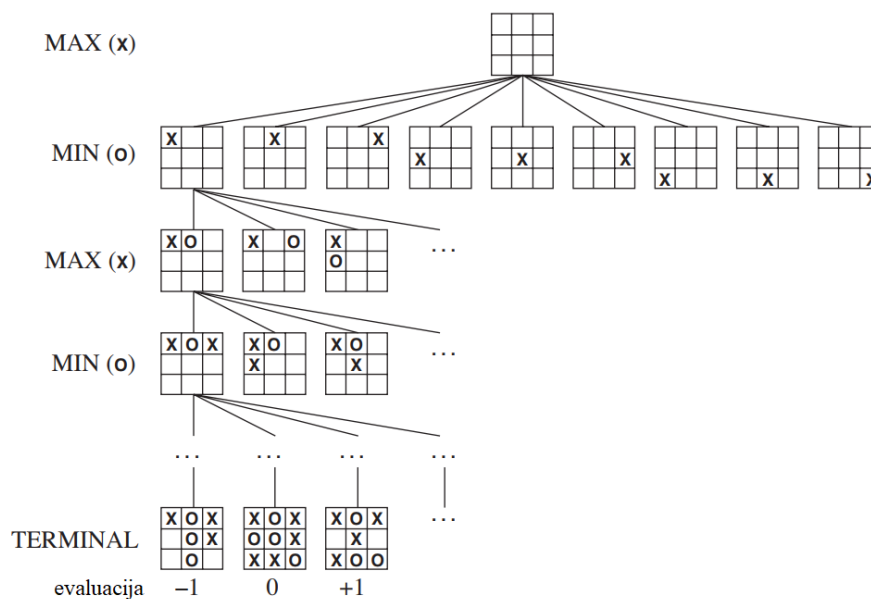 MAX (X)
MIN (O)
X X X X X X X X X
MAX (X)
X O X O X
O
...
MIN (O)
X O X X O X O
X X
...
... ... ... ...
TERMINAL
X O X X O X X O X
O X O O X X
O X X O X O O
...
evaluacija −1 0 +1